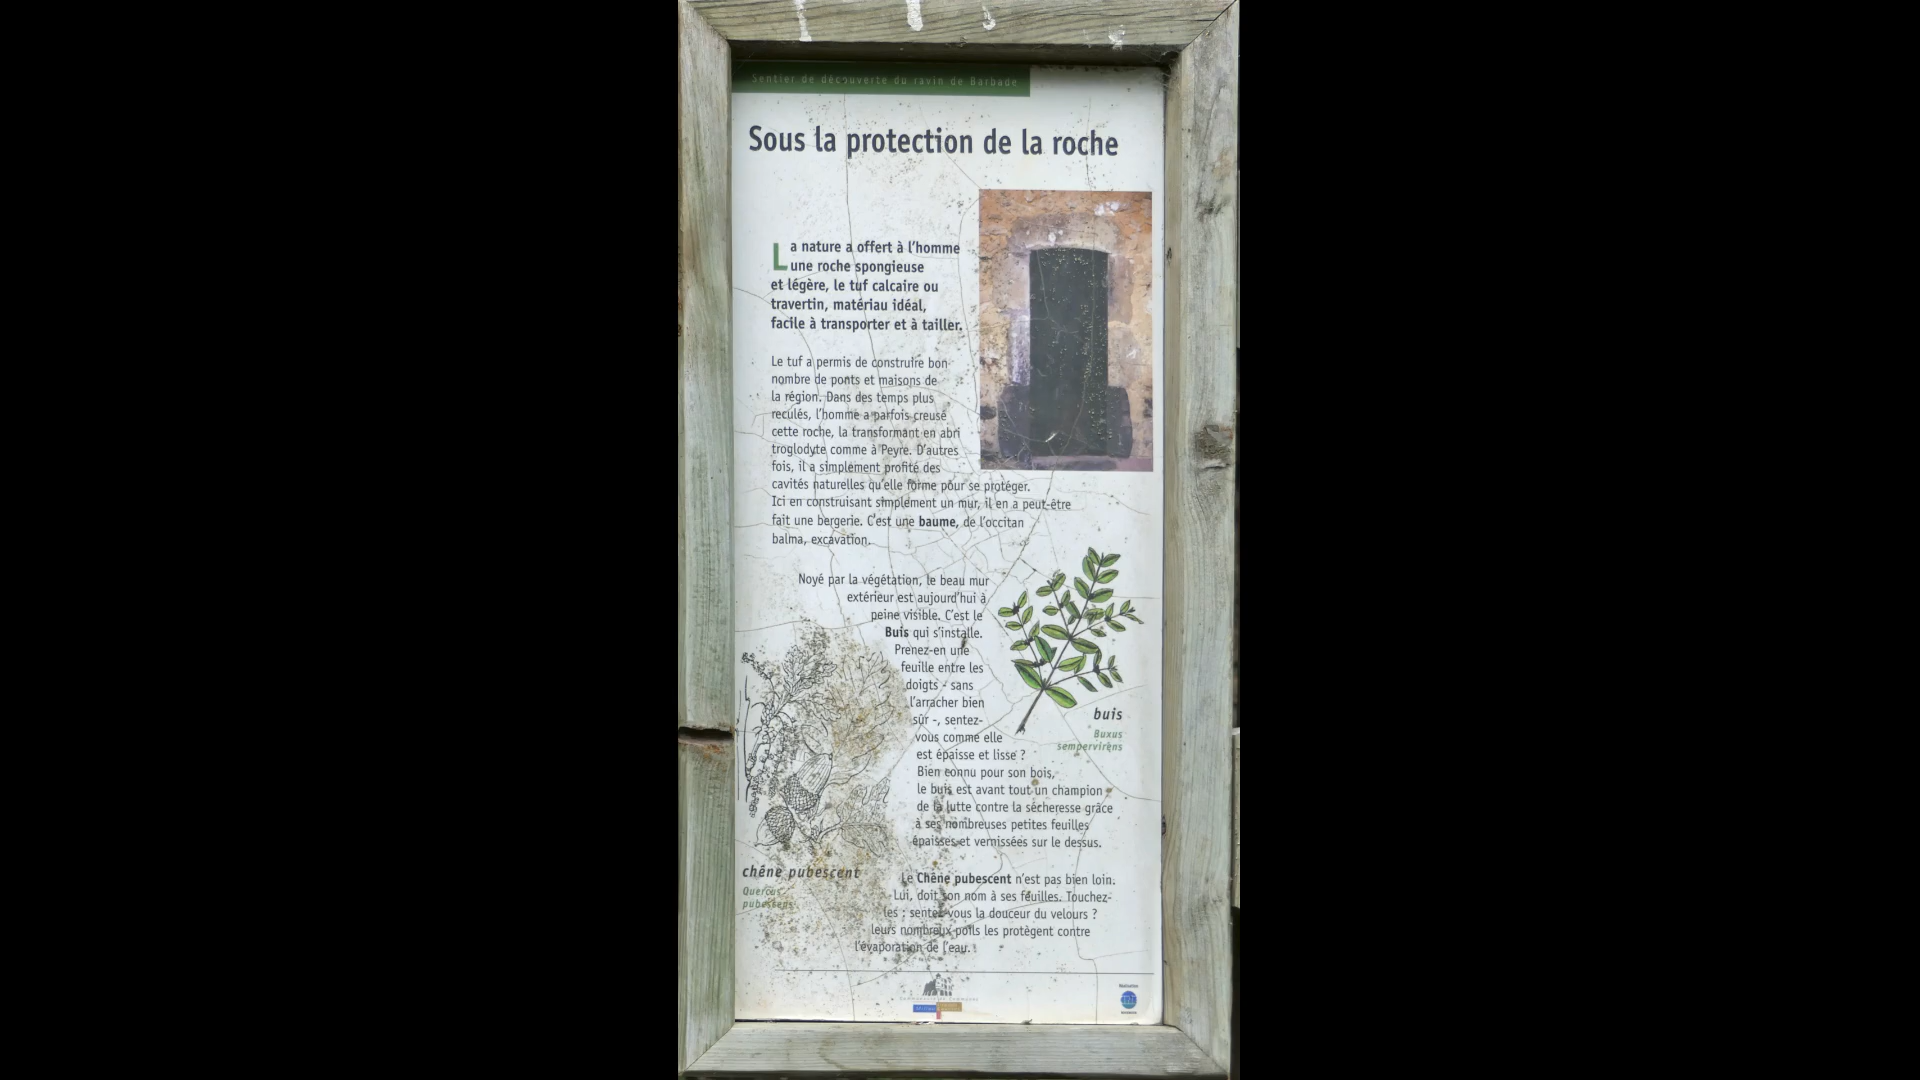 Sentier de découverte du ravin de Barbade
Sous la protection de la roche
La nature a offert à l'homme
une roche spongieuse
et légère, le tuf calcaire ou
travertin, matériau idéal,
facile à transporter et à tailler.
Le tuf a permis de construire bon
nombre de ponts et maisons de
la région. Dans des temps plus
reculés, l'homme a parfois creusé
cette roche, la transformant en abri
troglodyte comme à Peyre. D'autres
fois, il a simplement profité des
cavités naturelles qu'elle forme pour se protéger.
Ici en construisant simplement un mur, il en a peut-être
fait une bergerie. C'est une baume, de l'occitan
balma, excavation.
Noyé par la végétation, le beau mur
extérieur est aujourd'hui à
peine visible. C'est le
Buis qui s'installe.
Prenez-en une
feuille entre les
doigts - sans
l'arracher bien
sûr -, sentez-
vous comme elle
est épaisse et lisse ?
Bien connu pour son bois,
le buis est avant tout un champion
de la lutte contre la sécheresse grâce
à ses nombreuses petites feuilles
épaisses et vernissées sur le dessus.
buis
Buxus
sempervirens
chêne pubescent
Quercus
pubescens
Le Chêne pubescent n'est pas bien loin.
Lui, doit son nom à ses feuilles. Touchez-
les : sentez-vous la douceur du velours ?
leurs nombreux poils les protègent contre
l'évaporation de l'eau.
Réalisation